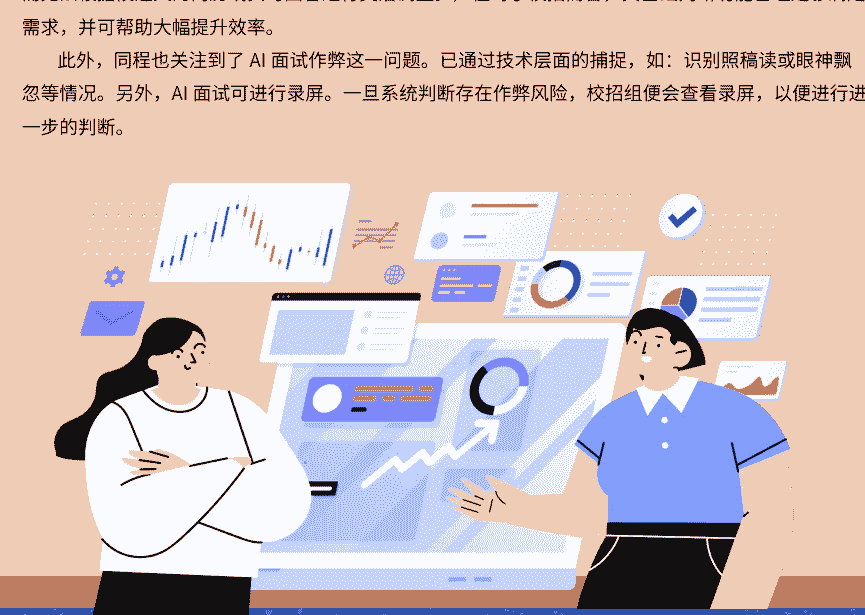 需求，并可帮助大幅提升效率。
此外，同程也关注到了 AI 面试作弊这一问题。已通过技术层面的捕捉，如：识别照稿读或眼神飘
忽等情况。另外，AI 面试可进行录屏。一旦系统判断存在作弊风险，校招组便会查看录屏，以便进行进
一步的判断。